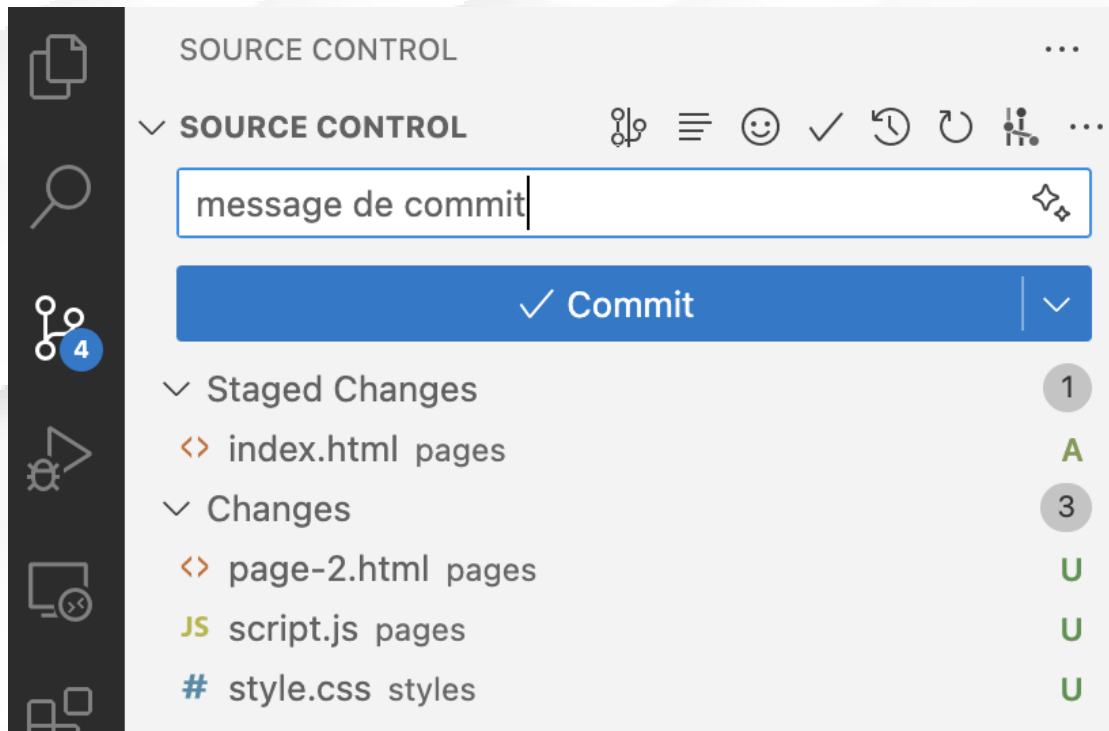 SOURCE CONTROL
SOURCE CONTROL
message de commit
Commit
4
Staged Changes 1
<> index.html pages A
Changes 3
<> page-2.html pages U
JS script.js pages U
# style.css styles U